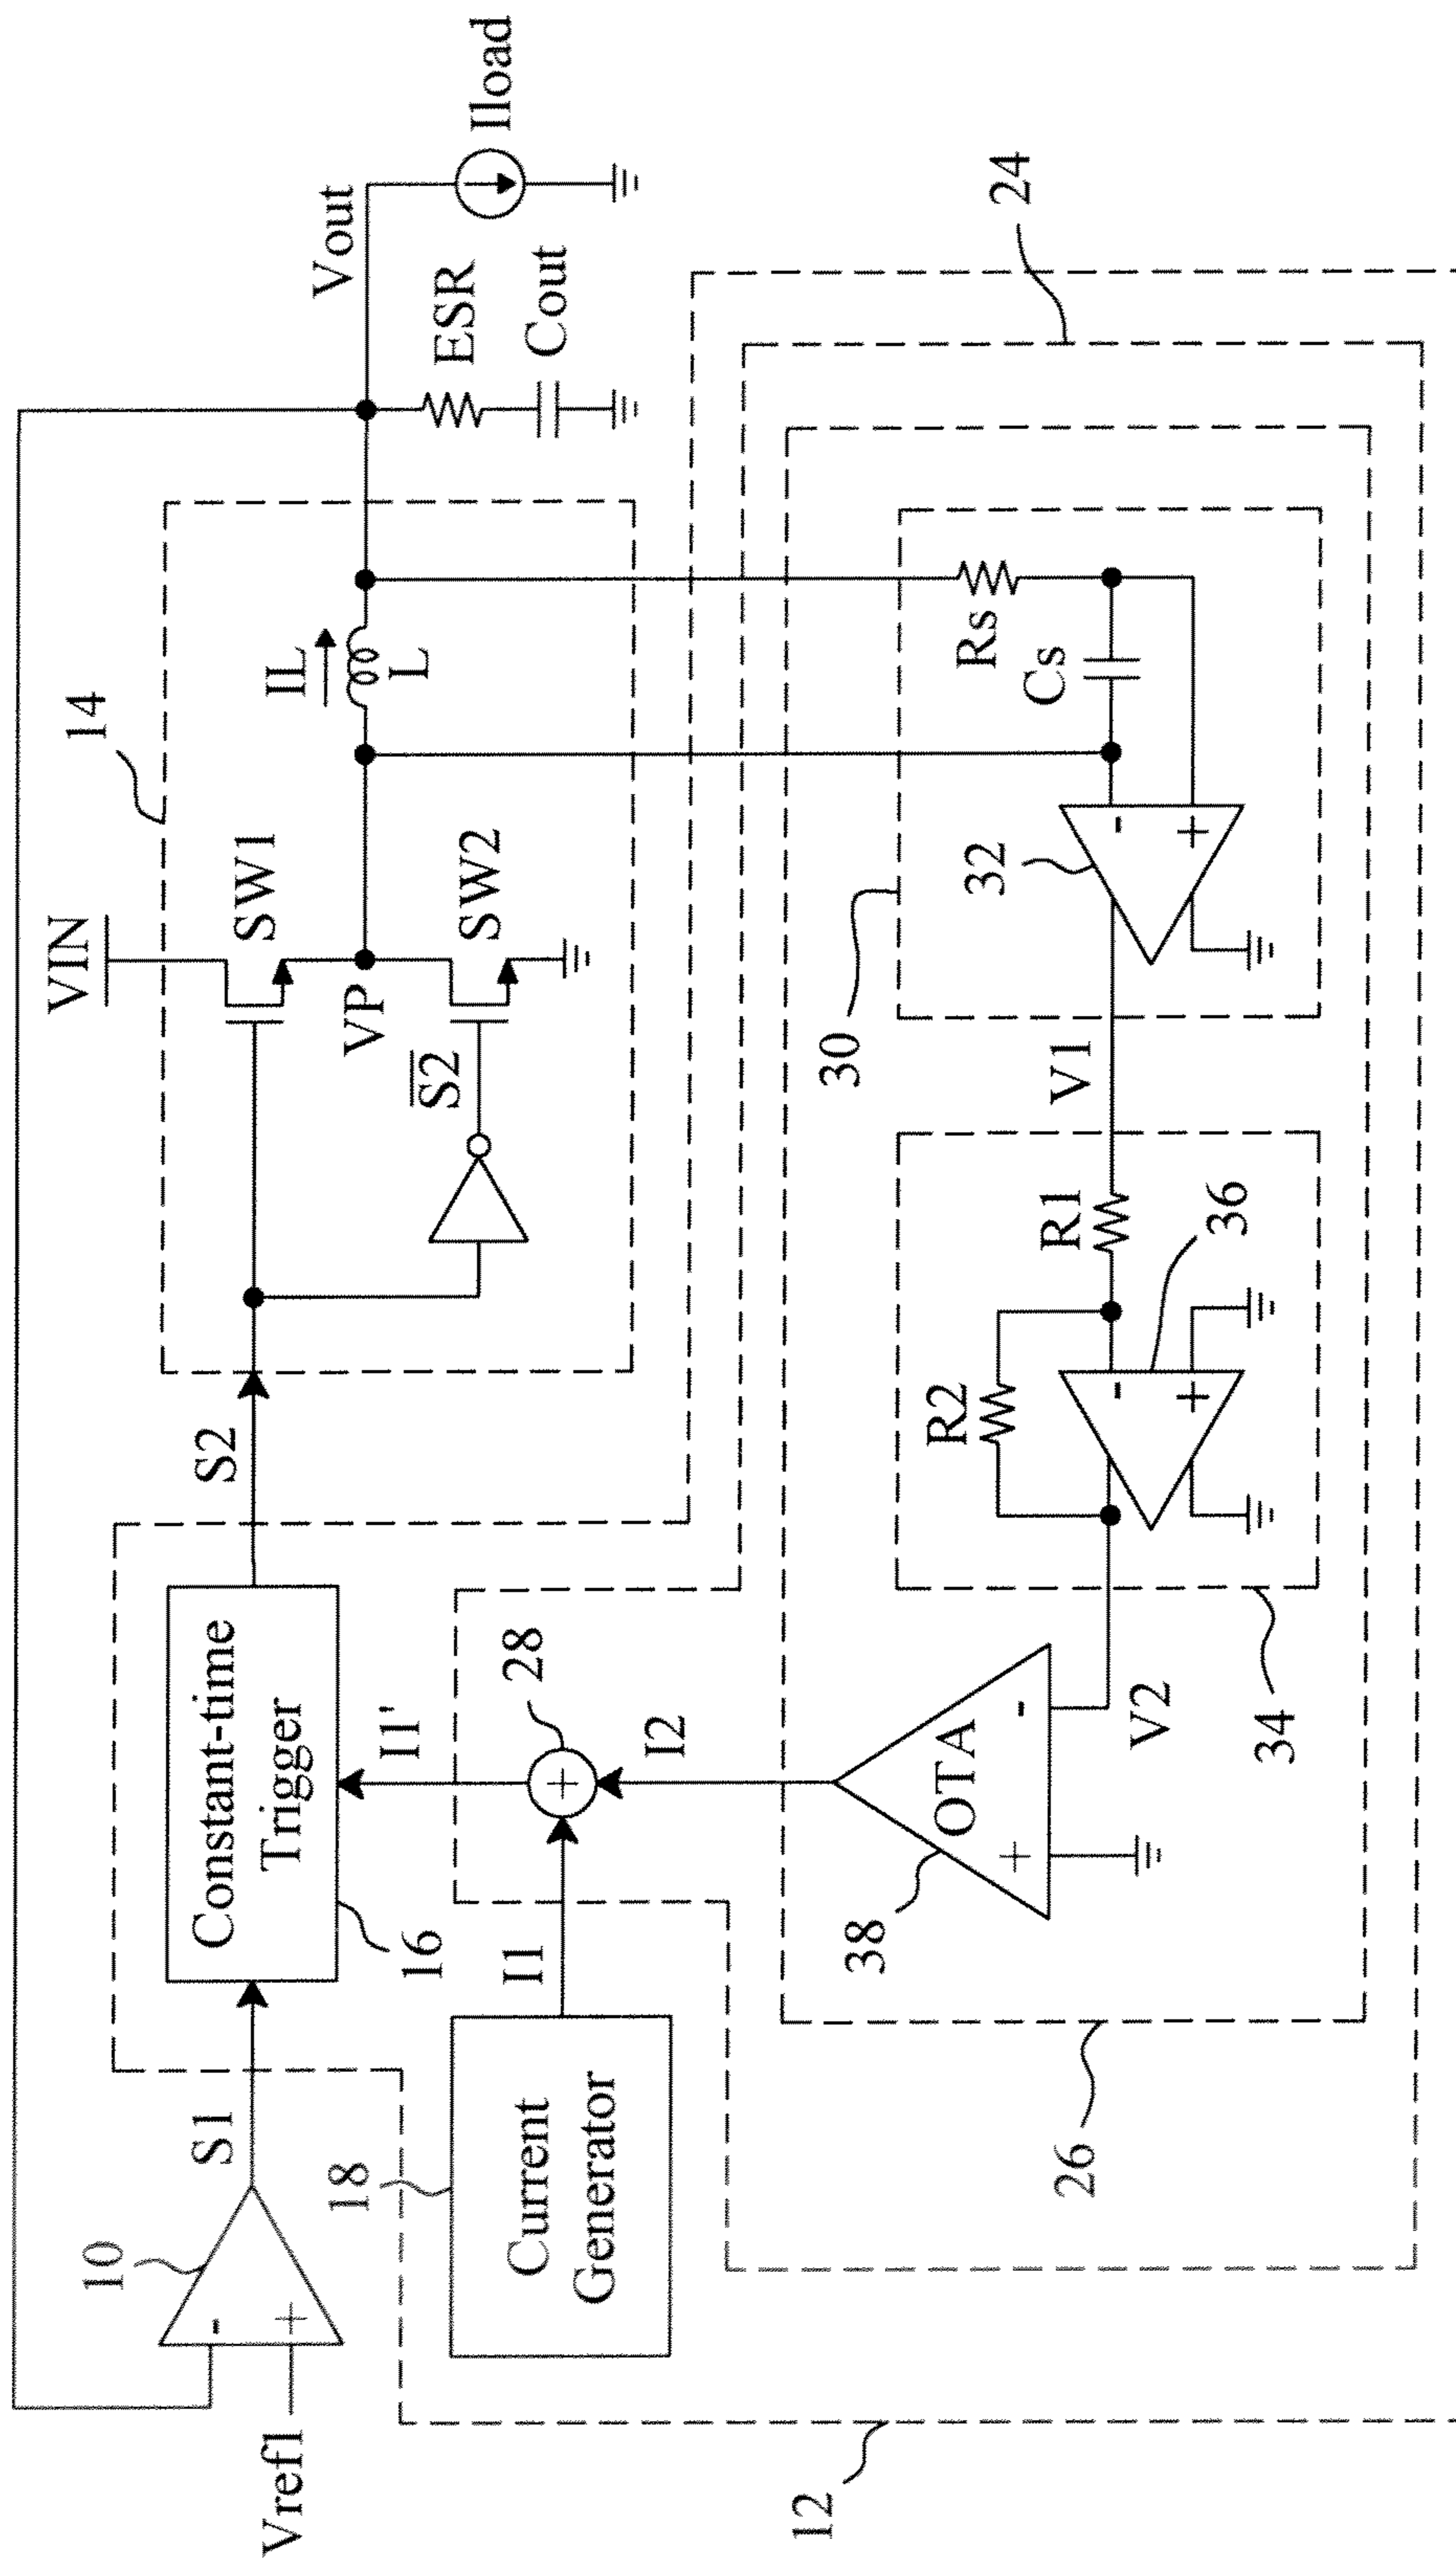 VIN
14
SW1
IL
L
Vout
Iload
ESR
Cout
VP
SW2
S2
S2
10
-
+
Vref1
S1
Constant-time
Trigger
16
I1'
28
+
I1
18
Current
Generator
I2
24
30
Rs
Cs
32
-
+
V1
R1
R2
36
-
+
34
V2
OTA
-
+
38
26
12